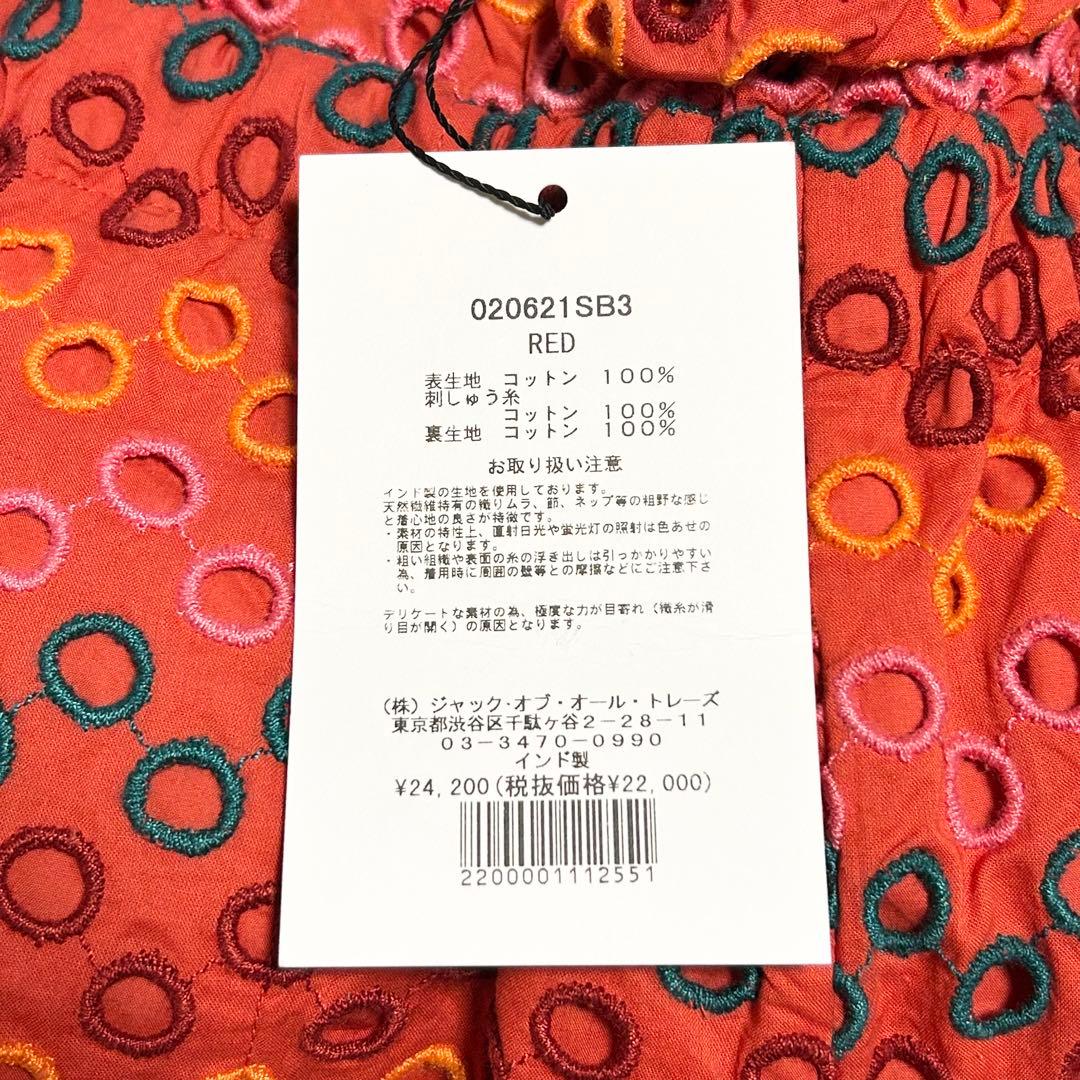 020621SB3
RED
表生地 コットン 100%
刺しゅう糸
コットン 100%
裏生地 コットン 100%
お取り扱い注意
インド製の生地を使用しております。
天然繊維特有の織りムラ、節、ネップ等の粗野な感じ
と着心地の良さが特徴です。
・素材の特性上、直射日光や蛍光灯の照射は色あせの
原因となります。
・粗い組織や表面の糸の浮き出しは引っかかりやすい
為、着用時に周囲の壁等との摩擦などにご注意下さ
い。
デリケートな素材の為、極度な力が目寄れ（織糸が滑
り目が開く）の原因となります。
（株）ジャック・オブ・オール・トレーズ
東京都渋谷区千駄ヶ谷2-28-11
03-3470-0990
インド製
¥24,200(税抜価格¥22,000)
2200001112551